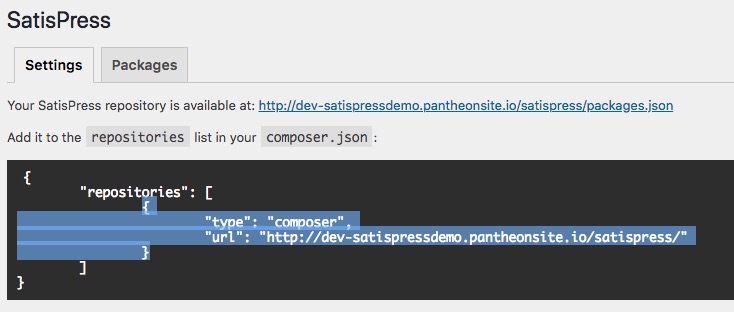 SatisPress
Settings Packages
Your SatisPress repository is available at: http://dev-satispressdemo.pantheonsite.io/satispress/packages.json
Add it to the repositories list in your composer.json:
{
"repositories": [
{
"type": "composer",
"url": "http://dev-satispressdemo.pantheonsite.io/satispress/"
}
]
}